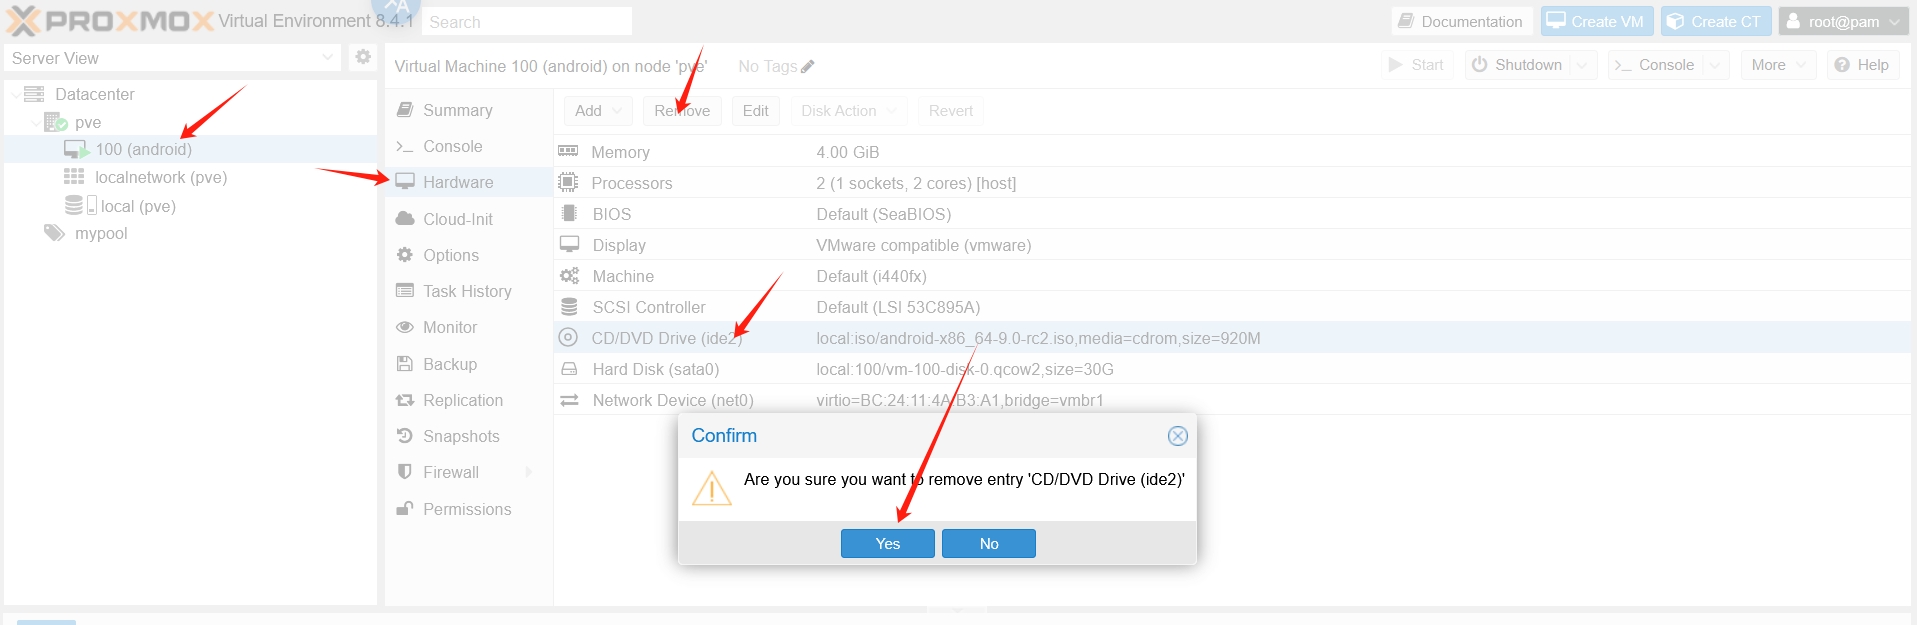 PROXMOX Virtual Environment 8.4.1 Search Documentation Create VM Create CT root@pam
Server View
Virtual Machine 100 (android) on node 'pve' No Tags Start Shutdown Console More Help
Datacenter
pve
100 (android)
localnetwork (pve)
local (pve)
mypool
Summary
Console
Hardware
Cloud-Init
Options
Task History
Monitor
Backup
Replication
Snapshots
Firewall
Permissions
Add Remove Edit Disk Action Revert
Memory 4.00 GiB
Processors 2 (1 sockets, 2 cores) [host]
BIOS Default (SeaBIOS)
Display VMware compatible (vmware)
Machine Default (i440fx)
SCSI Controller Default (LSI 53C895A)
CD/DVD Drive (ide2) local:iso/android-x86_64-9.0-rc2.iso,media=cdrom,size=920M
Hard Disk (sata0) local:100/vm-100-disk-0.qcow2,size=30G
Network Device (net0) virtio=BC:24:11:4A:B3:A1,bridge=vmbr1
Confirm
Are you sure you want to remove entry 'CD/DVD Drive (ide2)'
Yes No